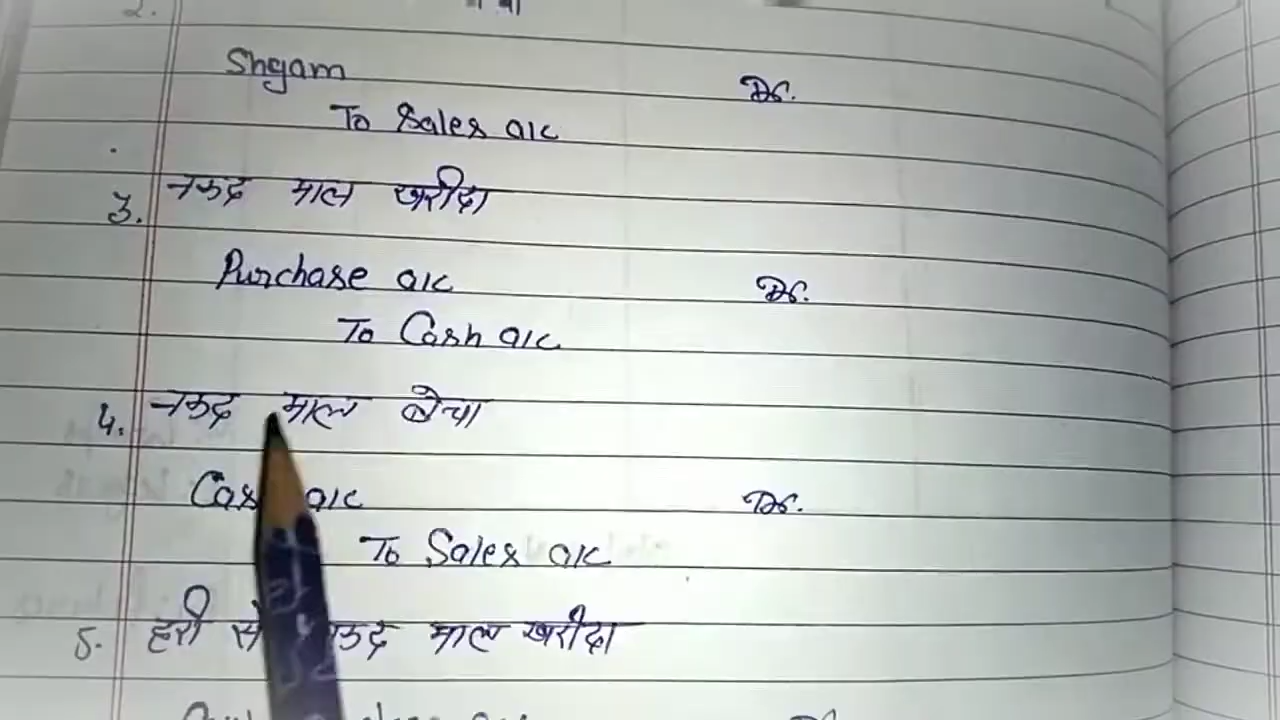 2.
Shyam Dr.
To Sales a/c
3. नकद माल खरीदा
Purchase a/c Dr.
To Cash a/c
4. नकद माल बेचा
Cash a/c Dr.
To Sales a/c
5. हरी से नकद माल खरीदा